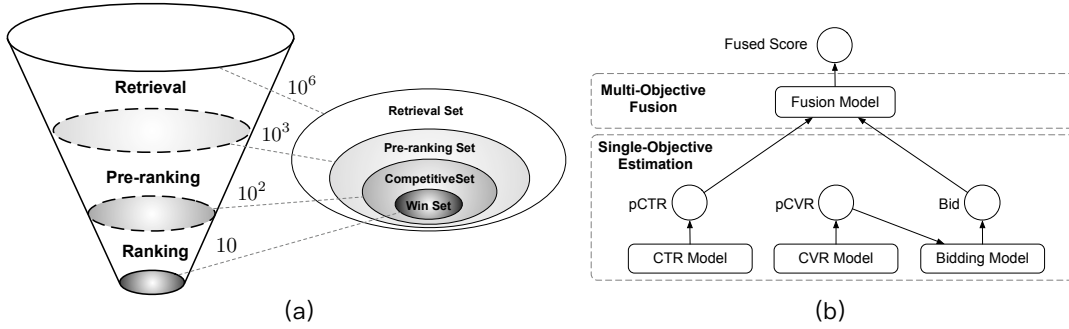 Retrieval
Pre-ranking
Ranking
10^6
10^3
10^2
10
Retrieval Set
Pre-ranking Set
CompetitiveSet
Win Set
(a)
Fused Score
Multi-Objective
Fusion
Fusion Model
Single-Objective
Estimation
pCTR
pCVR
Bid
CTR Model
CVR Model
Bidding Model
(b)